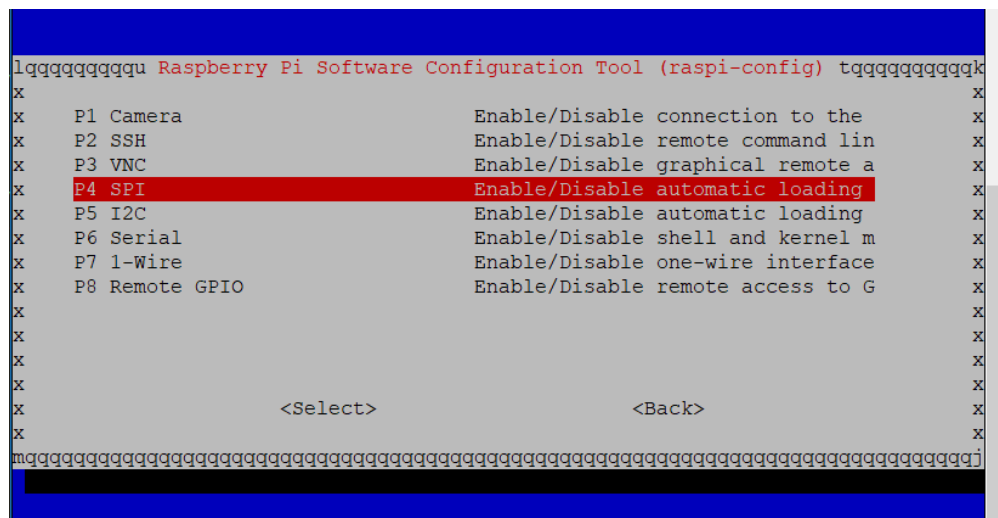 lqqqqqqqqqu Raspberry Pi Software Configuration Tool (raspi-config) tqqqqqqqqqqk
x x
x P1 Camera Enable/Disable connection to the x
x P2 SSH Enable/Disable remote command lin x
x P3 VNC Enable/Disable graphical remote a x
x P4 SPI Enable/Disable automatic loading x
x P5 I2C Enable/Disable automatic loading x
x P6 Serial Enable/Disable shell and kernel m x
x P7 1-Wire Enable/Disable one-wire interface x
x P8 Remote GPIO Enable/Disable remote access to G x
x x
x x
x x
x x
x <Select> <Back> x
x x
mqqqqqqqqqqqqqqqqqqqqqqqqqqqqqqqqqqqqqqqqqqqqqqqqqqqqqqqqqqqqqqqqqqqqqqqqqqqqqqj